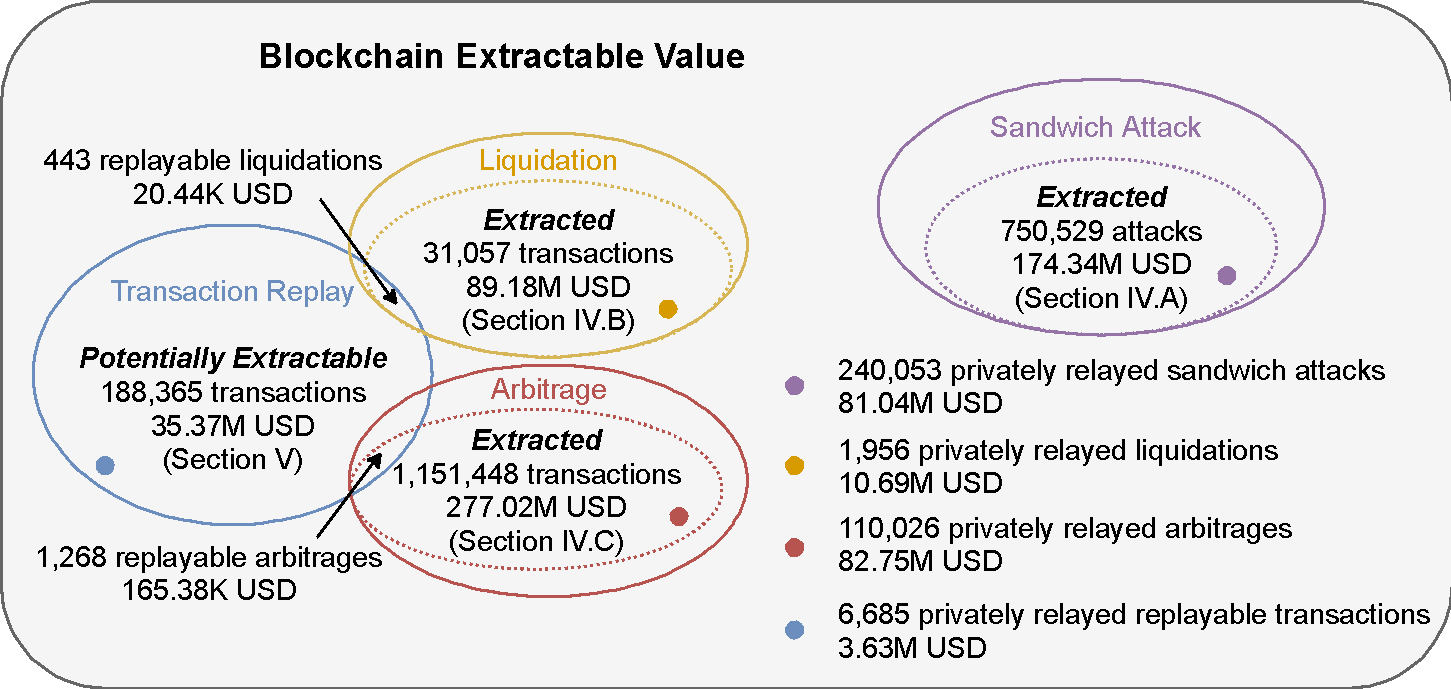 Blockchain Extractable Value
443 replayable liquidations
20.44K USD
Liquidation
Extracted
31,057 transactions
89.18M USD
(Section IV.B)
Sandwich Attack
Extracted
750,529 attacks
174.34M USD
(Section IV.A)
Transaction Replay
Potentially Extractable
188,365 transactions
35.37M USD
(Section V)
Arbitrage
Extracted
1,151,448 transactions
277.02M USD
(Section IV.C)
1,268 replayable arbitrages
165.38K USD
240,053 privately relayed sandwich attacks
81.04M USD
1,956 privately relayed liquidations
10.69M USD
110,026 privately relayed arbitrages
82.75M USD
6,685 privately relayed replayable transactions
3.63M USD